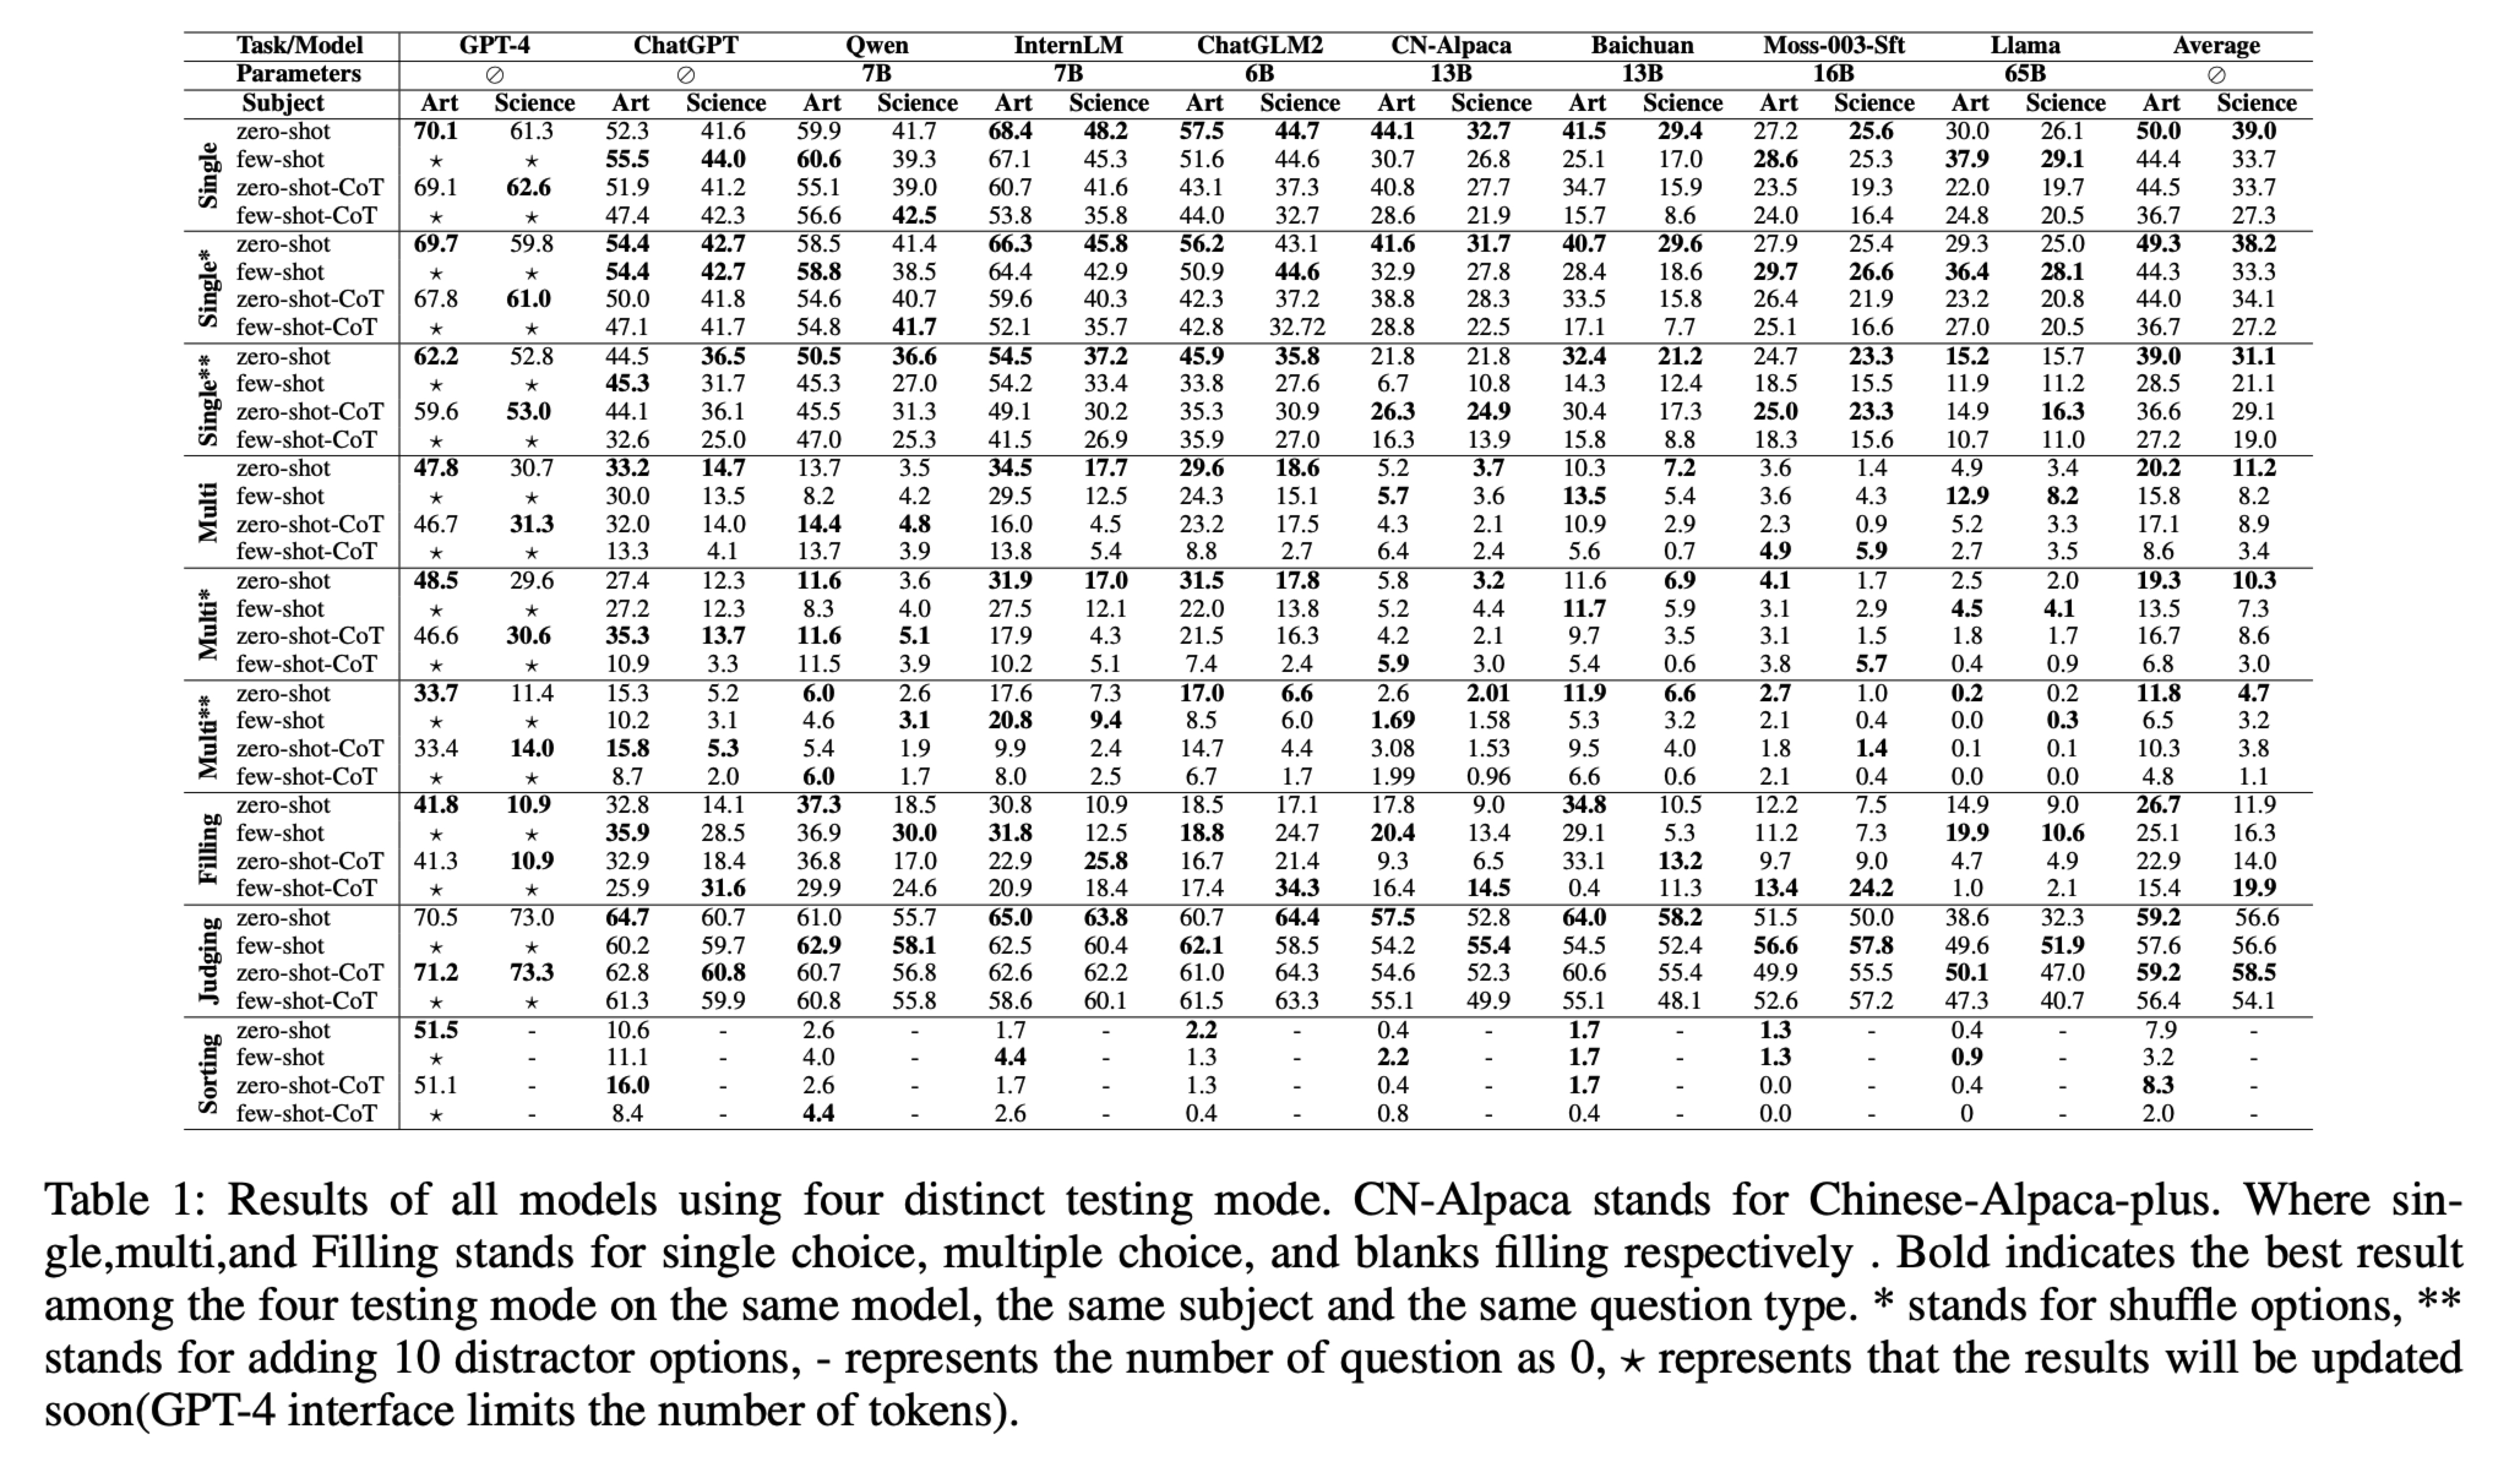 Task/Model GPT-4 ChatGPT Qwen InternLM ChatGLM2 CN-Alpaca Baichuan Moss-003-Sft Llama Average
Parameters ⊘ ⊘ 7B 7B 6B 13B 13B 16B 65B ⊘
Subject Art Science Art Science Art Science Art Science Art Science Art Science Art Science Art Science Art Science Art Science
Single
zero-shot 70.1 61.3 52.3 41.6 59.9 41.7 68.4 48.2 57.5 44.7 44.1 32.7 41.5 29.4 27.2 25.6 30.0 26.1 50.0 39.0
few-shot ⋆ ⋆ 55.5 44.0 60.6 39.3 67.1 45.3 51.6 44.6 30.7 26.8 25.1 17.0 28.6 25.3 37.9 29.1 44.4 33.7
zero-shot-CoT 69.1 62.6 51.9 41.2 55.1 39.0 60.7 41.6 43.1 37.3 40.8 27.7 34.7 15.9 23.5 19.3 22.0 19.7 44.5 33.7
few-shot-CoT ⋆ ⋆ 47.4 42.3 56.6 42.5 53.8 35.8 44.0 32.7 28.6 21.9 15.7 8.6 24.0 16.4 24.8 20.5 36.7 27.3
Single*
zero-shot 69.7 59.8 54.4 42.7 58.5 41.4 66.3 45.8 56.2 43.1 41.6 31.7 40.7 29.6 27.9 25.4 29.3 25.0 49.3 38.2
few-shot ⋆ ⋆ 54.4 42.7 58.8 38.5 64.4 42.9 50.9 44.6 32.9 27.8 28.4 18.6 29.7 26.6 36.4 28.1 44.3 33.3
zero-shot-CoT 67.8 61.0 50.0 41.8 54.6 40.7 59.6 40.3 42.3 37.2 38.8 28.3 33.5 15.8 26.4 21.9 23.2 20.8 44.0 34.1
few-shot-CoT ⋆ ⋆ 47.1 41.7 54.8 41.7 52.1 35.7 42.8 32.72 28.8 22.5 17.1 7.7 25.1 16.6 27.0 20.5 36.7 27.2
Single**
zero-shot 62.2 52.8 44.5 36.5 50.5 36.6 54.5 37.2 45.9 35.8 21.8 21.8 32.4 21.2 24.7 23.3 15.2 15.7 39.0 31.1
few-shot ⋆ ⋆ 45.3 31.7 45.3 27.0 54.2 33.4 33.8 27.6 6.7 10.8 14.3 12.4 18.5 15.5 11.9 11.2 28.5 21.1
zero-shot-CoT 59.6 53.0 44.1 36.1 45.5 31.3 49.1 30.2 35.3 30.9 26.3 24.9 30.4 17.3 25.0 23.3 14.9 16.3 36.6 29.1
few-shot-CoT ⋆ ⋆ 32.6 25.0 47.0 25.3 41.5 26.9 35.9 27.0 16.3 13.9 15.8 8.8 18.3 15.6 10.7 11.0 27.2 19.0
Multi
zero-shot 47.8 30.7 33.2 14.7 13.7 3.5 34.5 17.7 29.6 18.6 5.2 3.7 10.3 7.2 3.6 1.4 4.9 3.4 20.2 11.2
few-shot ⋆ ⋆ 30.0 13.5 8.2 4.2 29.5 12.5 24.3 15.1 5.7 3.6 13.5 5.4 3.6 4.3 12.9 8.2 15.8 8.2
zero-shot-CoT 46.7 31.3 32.0 14.0 14.4 4.8 16.0 4.5 23.2 17.5 4.3 2.1 10.9 2.9 2.3 0.9 5.2 3.3 17.1 8.9
few-shot-CoT ⋆ ⋆ 13.3 4.1 13.7 3.9 13.8 5.4 8.8 2.7 6.4 2.4 5.6 0.7 4.9 5.9 2.7 3.5 8.6 3.4
Multi*
zero-shot 48.5 29.6 27.4 12.3 11.6 3.6 31.9 17.0 31.5 17.8 5.8 3.2 11.6 6.9 4.1 1.7 2.5 2.0 19.3 10.3
few-shot ⋆ ⋆ 27.2 12.3 8.3 4.0 27.5 12.1 22.0 13.8 5.2 4.4 11.7 5.9 3.1 2.9 4.5 4.1 13.5 7.3
zero-shot-CoT 46.6 30.6 35.3 13.7 11.6 5.1 17.9 4.3 21.5 16.3 4.2 2.1 9.7 3.5 3.1 1.5 1.8 1.7 16.7 8.6
few-shot-CoT ⋆ ⋆ 10.9 3.3 11.5 3.9 10.2 5.1 7.4 2.4 5.9 3.0 5.4 0.6 3.8 5.7 0.4 0.9 6.8 3.0
Multi**
zero-shot 33.7 11.4 15.3 5.2 6.0 2.6 17.6 7.3 17.0 6.6 2.6 2.01 11.9 6.6 2.7 1.0 0.2 0.2 11.8 4.7
few-shot ⋆ ⋆ 10.2 3.1 4.6 3.1 20.8 9.4 8.5 6.0 1.69 1.58 5.3 3.2 2.1 0.4 0.0 0.3 6.5 3.2
zero-shot-CoT 33.4 14.0 15.8 5.3 5.4 1.9 9.9 2.4 14.7 4.4 3.08 1.53 9.5 4.0 1.8 1.4 0.1 0.1 10.3 3.8
few-shot-CoT ⋆ ⋆ 8.7 2.0 6.0 1.7 8.0 2.5 6.7 1.7 1.99 0.96 6.6 0.6 2.1 0.4 0.0 0.0 4.8 1.1
Filling
zero-shot 41.8 10.9 32.8 14.1 37.3 18.5 30.8 10.9 18.5 17.1 17.8 9.0 34.8 10.5 12.2 7.5 14.9 9.0 26.7 11.9
few-shot ⋆ ⋆ 35.9 28.5 36.9 30.0 31.8 12.5 18.8 24.7 20.4 13.4 29.1 5.3 11.2 7.3 19.9 10.6 25.1 16.3
zero-shot-CoT 41.3 10.9 32.9 18.4 36.8 17.0 22.9 25.8 16.7 21.4 9.3 6.5 33.1 13.2 9.7 9.0 4.7 4.9 22.9 14.0
few-shot-CoT ⋆ ⋆ 25.9 31.6 29.9 24.6 20.9 18.4 17.4 34.3 16.4 14.5 0.4 11.3 13.4 24.2 1.0 2.1 15.4 19.9
Judging
zero-shot 70.5 73.0 64.7 60.7 61.0 55.7 65.0 63.8 60.7 64.4 57.5 52.8 64.0 58.2 51.5 50.0 38.6 32.3 59.2 56.6
few-shot ⋆ ⋆ 60.2 59.7 62.9 58.1 62.5 60.4 62.1 58.5 54.2 55.4 54.5 52.4 56.6 57.8 49.6 51.9 57.6 56.6
zero-shot-CoT 71.2 73.3 62.8 60.8 60.7 56.8 62.6 62.2 61.0 64.3 54.6 52.3 60.6 55.4 49.9 55.5 50.1 47.0 59.2 58.5
few-shot-CoT ⋆ ⋆ 61.3 59.9 60.8 55.8 58.6 60.1 61.5 63.3 55.1 49.9 55.1 48.1 52.6 57.2 47.3 40.7 56.4 54.1
Sorting
zero-shot 51.5 - 10.6 - 2.6 - 1.7 - 2.2 - 0.4 - 1.7 - 1.3 - 0.4 - 7.9 -
few-shot ⋆ - 11.1 - 4.0 - 4.4 - 1.3 - 2.2 - 1.7 - 1.3 - 0.9 - 3.2 -
zero-shot-CoT 51.1 - 16.0 - 2.6 - 1.7 - 1.3 - 0.4 - 1.7 - 0.0 - 0.4 - 8.3 -
few-shot-CoT ⋆ - 8.4 - 4.4 - 2.6 - 0.4 - 0.8 - 0.4 - 0.0 - 0 - 2.0 -
Table 1: Results of all models using four distinct testing mode. CN-Alpaca stands for Chinese-Alpaca-plus. Where sin-
gle,multi,and Filling stands for single choice, multiple choice, and blanks filling respectively . Bold indicates the best result
among the four testing mode on the same model, the same subject and the same question type. * stands for shuffle options, **
stands for adding 10 distractor options, - represents the number of question as 0, ⋆ represents that the results will be updated
soon(GPT-4 interface limits the number of tokens).